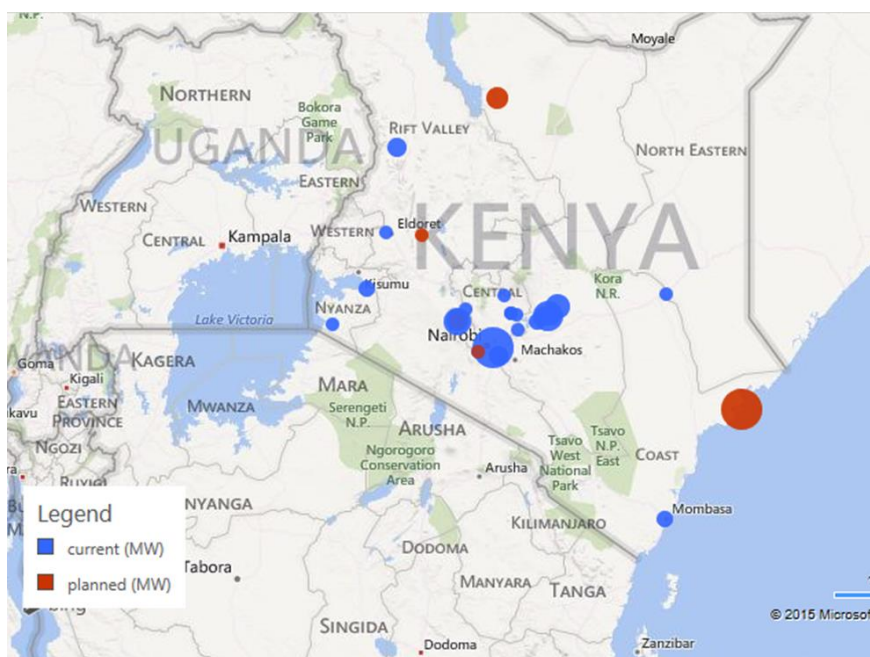 N.P.
Moyale
NORTHERN
Bokora
Game
Park
RIFT VALLEY
UGANDA
NORTH EASTERN
EASTERN
WESTERN
KENYA
WESTERN
Eldoret
CENTRAL
Kampala
Kora
N.R.
Kisumu
CENTRAL
NYANZA
Lake Victoria
Nairobi
Machakos
KAGERA
Goma
Kigali
MARA
EASTERN
PROVINCE
MWANZA
Serengeti
N.P.
NGOZI
ARUSHA
Tsavo
N.P.
East
Tsavo
West
National
Park
COAST
Ngorogoro
Conservation
Area
Arusha
Legend
current (MW)
planned (MW)
Mombasa
KILIMANJARO
DODOMA
Tabora
MANYARA
TANGA
SINGIDA
Dodoma
Zanzibar
© 2015 Microsof